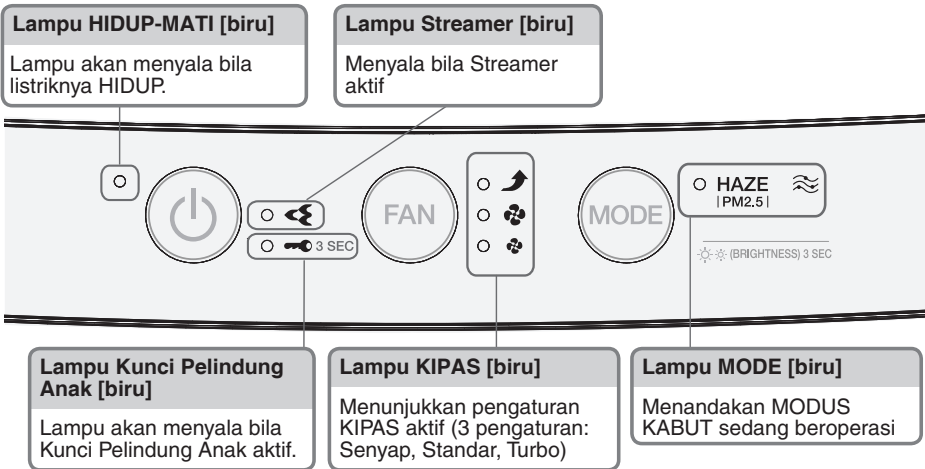 Lampu HIDUP-MATI [biru]
Lampu akan menyala bila
listriknya HIDUP.
Lampu Streamer [biru]
Menyala bila Streamer
aktif
3 SEC
FAN
MODE
HAZE
|PM2.5|
(BRIGHTNESS) 3 SEC
Lampu Kunci Pelindung
Anak [biru]
Lampu akan menyala bila
Kunci Pelindung Anak aktif.
Lampu KIPAS [biru]
Menunjukkan pengaturan
KIPAS aktif (3 pengaturan:
Senyap, Standar, Turbo)
Lampu MODE [biru]
Menandakan MODUS
KABUT sedang beroperasi